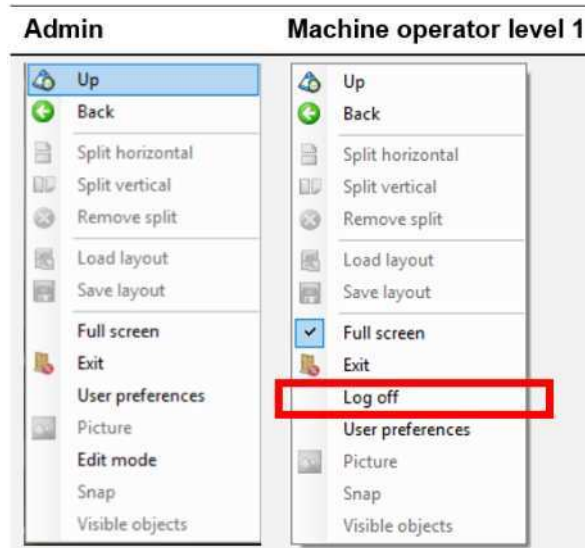 Admin
Up
Back
Split horizontal
Split vertical
Remove split
Load layout
Save layout
Full screen
Exit
User preferences
Picture
Edit mode
Snap
Visible objects
Machine operator level 1
Up
Back
Split horizontal
Split vertical
Remove split
Load layout
Save layout
Full screen
Exit
Log off
User preferences
Picture
Snap
Visible objects